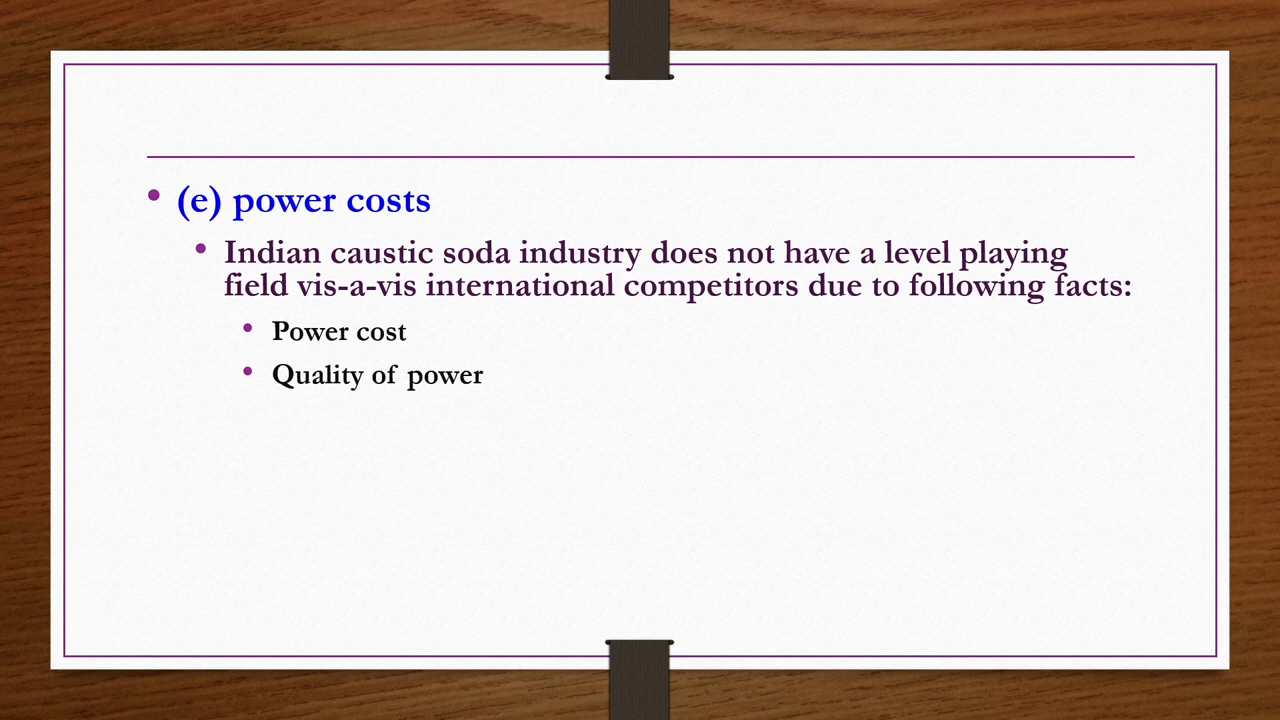 • (e) power costs
• Indian caustic soda industry does not have a level playing
field vis-a-vis international competitors due to following facts:
• Power cost
• Quality of power